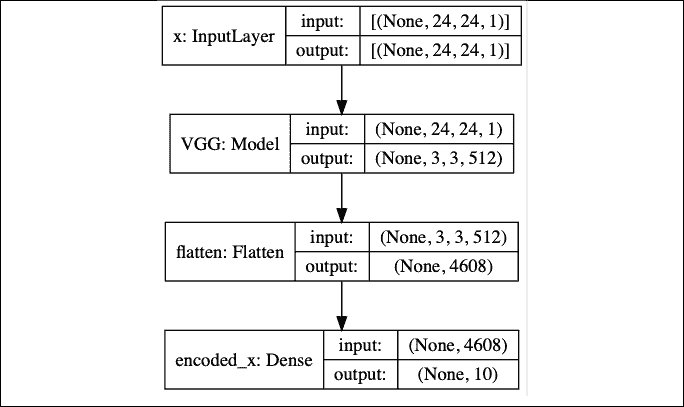 x: InputLayer
input: [(None, 24, 24, 1)]
output: [(None, 24, 24, 1)]
VGG: Model
input: (None, 24, 24, 1)
output: (None, 3, 3, 512)
flatten: Flatten
input: (None, 3, 3, 512)
output: (None, 4608)
encoded_x: Dense
input: (None, 4608)
output: (None, 10)